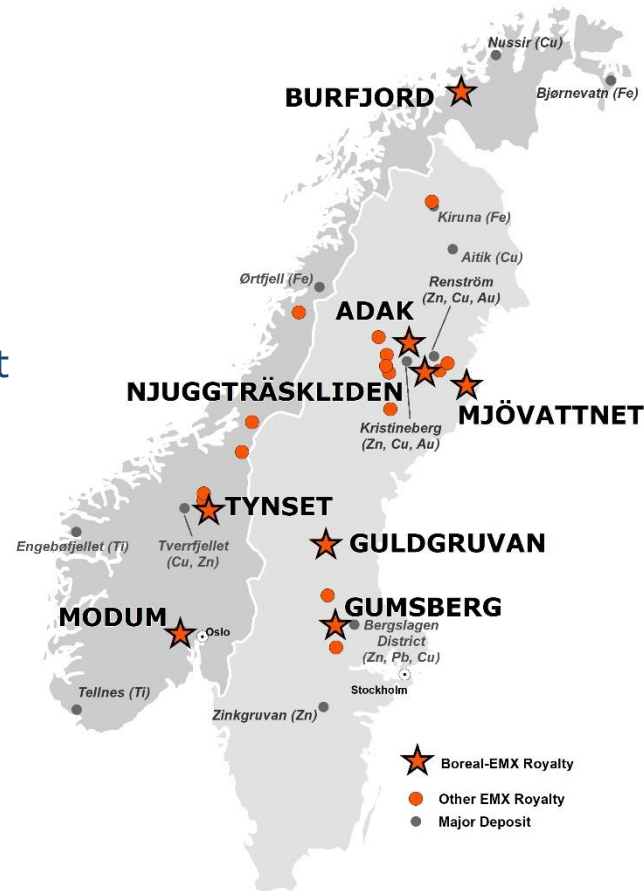 Nussir (Cu)
BURFJORD
Bjørnevatn (Fe)
Kiruna (Fe)
Aitik (Cu)
Ørtfjell (Fe)
Renström
(Zn, Cu, Au)
ADAK
t
NJUGGTRÄSKLIDEN
MJÖVATTNET
Kristineberg
(Zn, Cu, Au)
TYNSET
Engebøfjellet (Ti)
Tverrfjellet
(Cu, Zn)
GULDGRUVAN
MODUM
Oslo
GUMSBERG
Bergslagen
District
(Zn, Pb, Cu)
Tellnes (Ti)
Stockholm
Zinkgruvan (Zn)
Boreal-EMX Royalty
Other EMX Royalty
Major Deposit